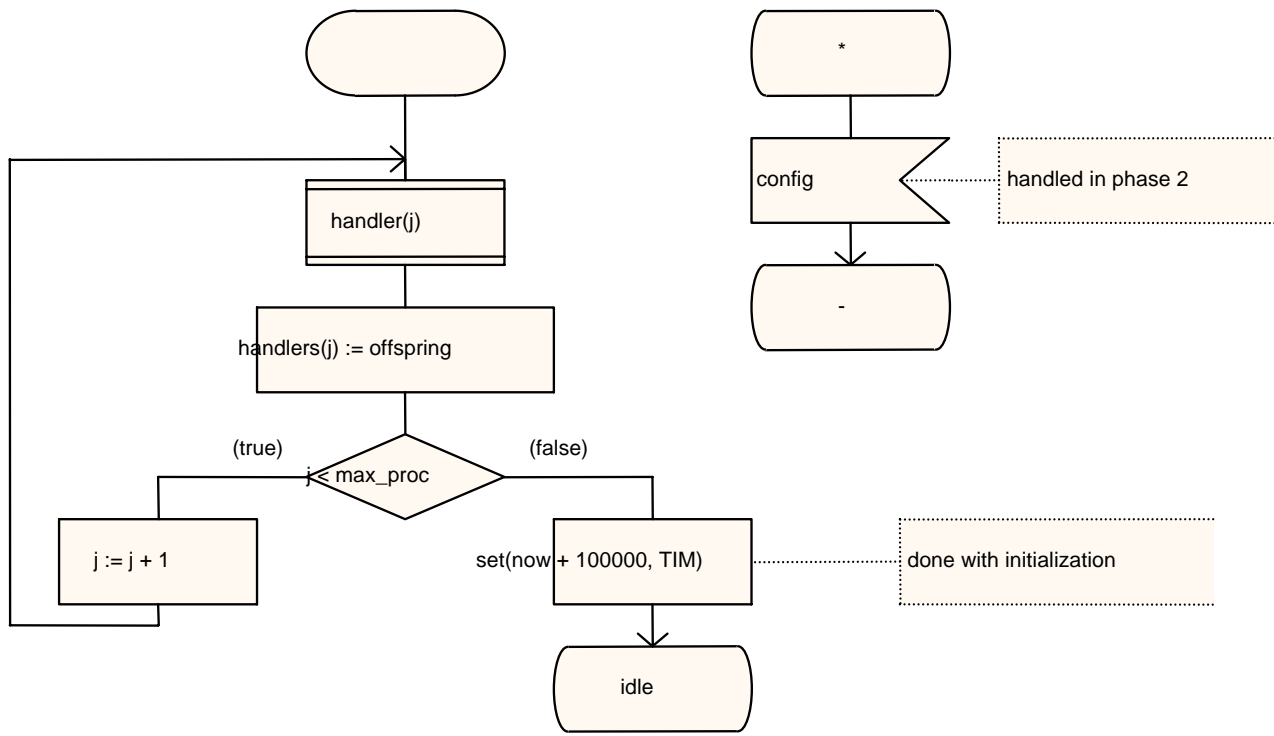 *
config
handled in phase 2
-
handler(j)
handlers(j) := offspring
(true)
j < max_proc
(false)
j := j + 1
set(now + 100000, TIM)
done with initialization
idle